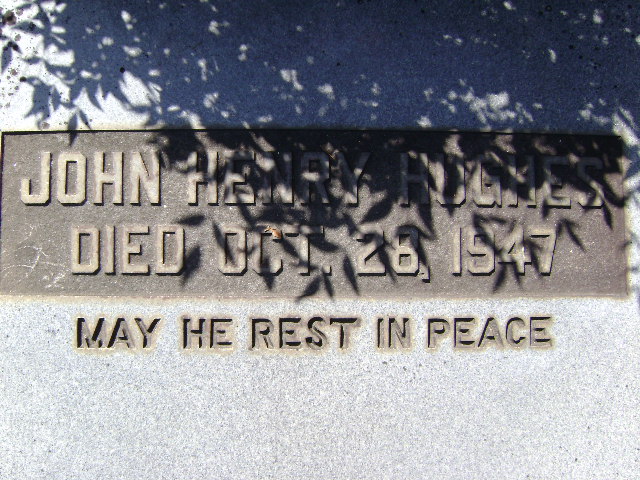 JOHN HENRY HUGHES
DIED OCT. 28, 1947
MAY HE REST IN PEACE